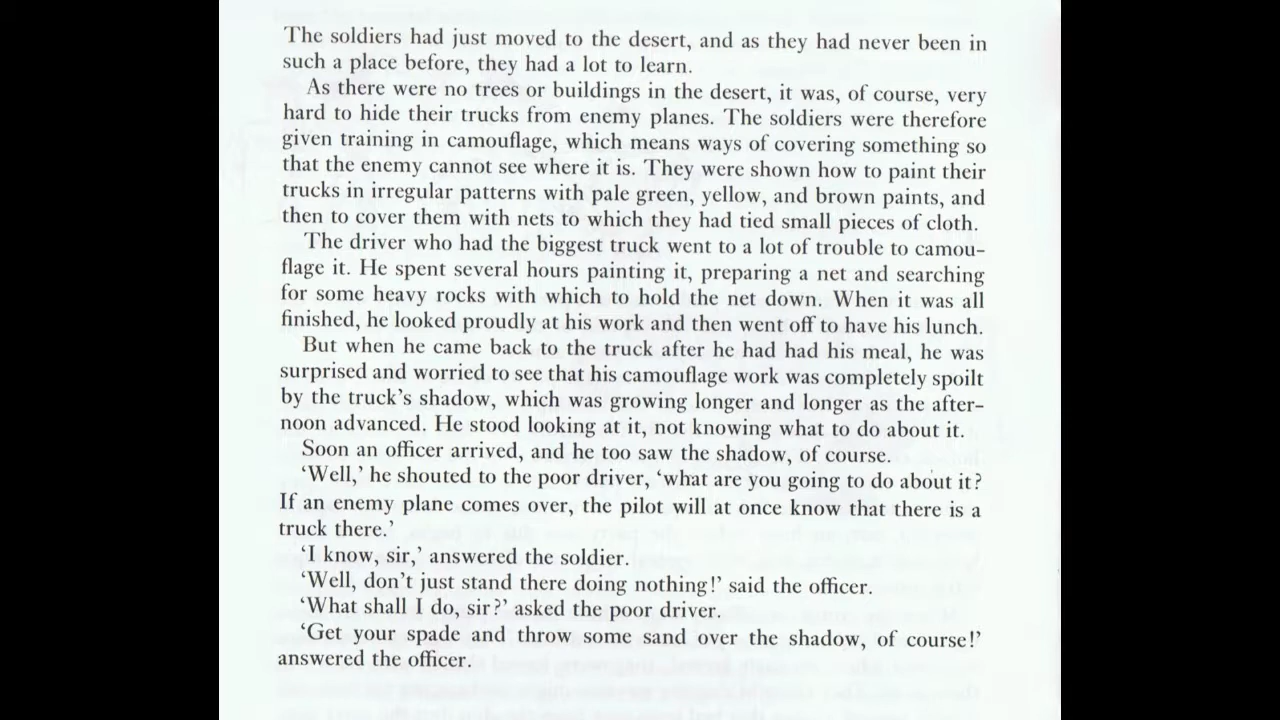 The soldiers had just moved to the desert, and as they had never been in
such a place before, they had a lot to learn.
As there were no trees or buildings in the desert, it was, of course, very
hard to hide their trucks from enemy planes. The soldiers were therefore
given training in camouflage, which means ways of covering something so
that the enemy cannot see where it is. They were shown how to paint their
trucks in irregular patterns with pale green, yellow, and brown paints, and
then to cover them with nets to which they had tied small pieces of cloth.
The driver who had the biggest truck went to a lot of trouble to camou-
flage it. He spent several hours painting it, preparing a net and searching
for some heavy rocks with which to hold the net down. When it was all
finished, he looked proudly at his work and then went off to have his lunch.
But when he came back to the truck after he had had his meal, he was
surprised and worried to see that his camouflage work was completely spoilt
by the truck's shadow, which was growing longer and longer as the after-
noon advanced. He stood looking at it, not knowing what to do about it.
Soon an officer arrived, and he too saw the shadow, of course.
‘Well,’ he shouted to the poor driver, ‘what are you going to do about it?
If an enemy plane comes over, the pilot will at once know that there is a
truck there.’
‘I know, sir,’ answered the soldier.
‘Well, don't just stand there doing nothing!’ said the officer.
‘What shall I do, sir?’ asked the poor driver.
‘Get your spade and throw some sand over the shadow, of course!’
answered the officer.